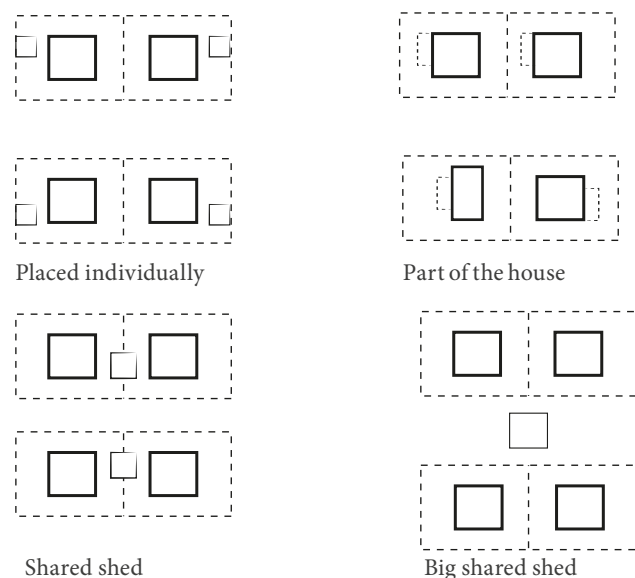 Placed individually
Part of the house
Shared shed
Big shared shed